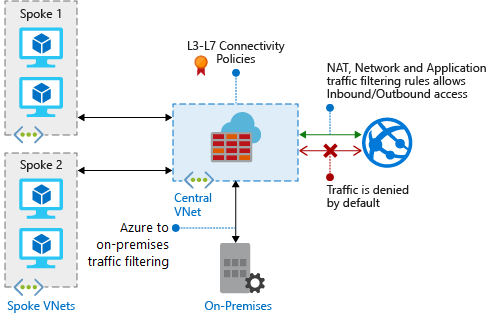 Spoke 1
L3-L7 Connectivity
Policies
NAT, Network and Application
traffic filtering rules allows
Inbound/Outbound access
Spoke 2
Traffic is denied
by default
Central
VNet
Azure to
on-premises
traffic filtering
Spoke VNets
On-Premises